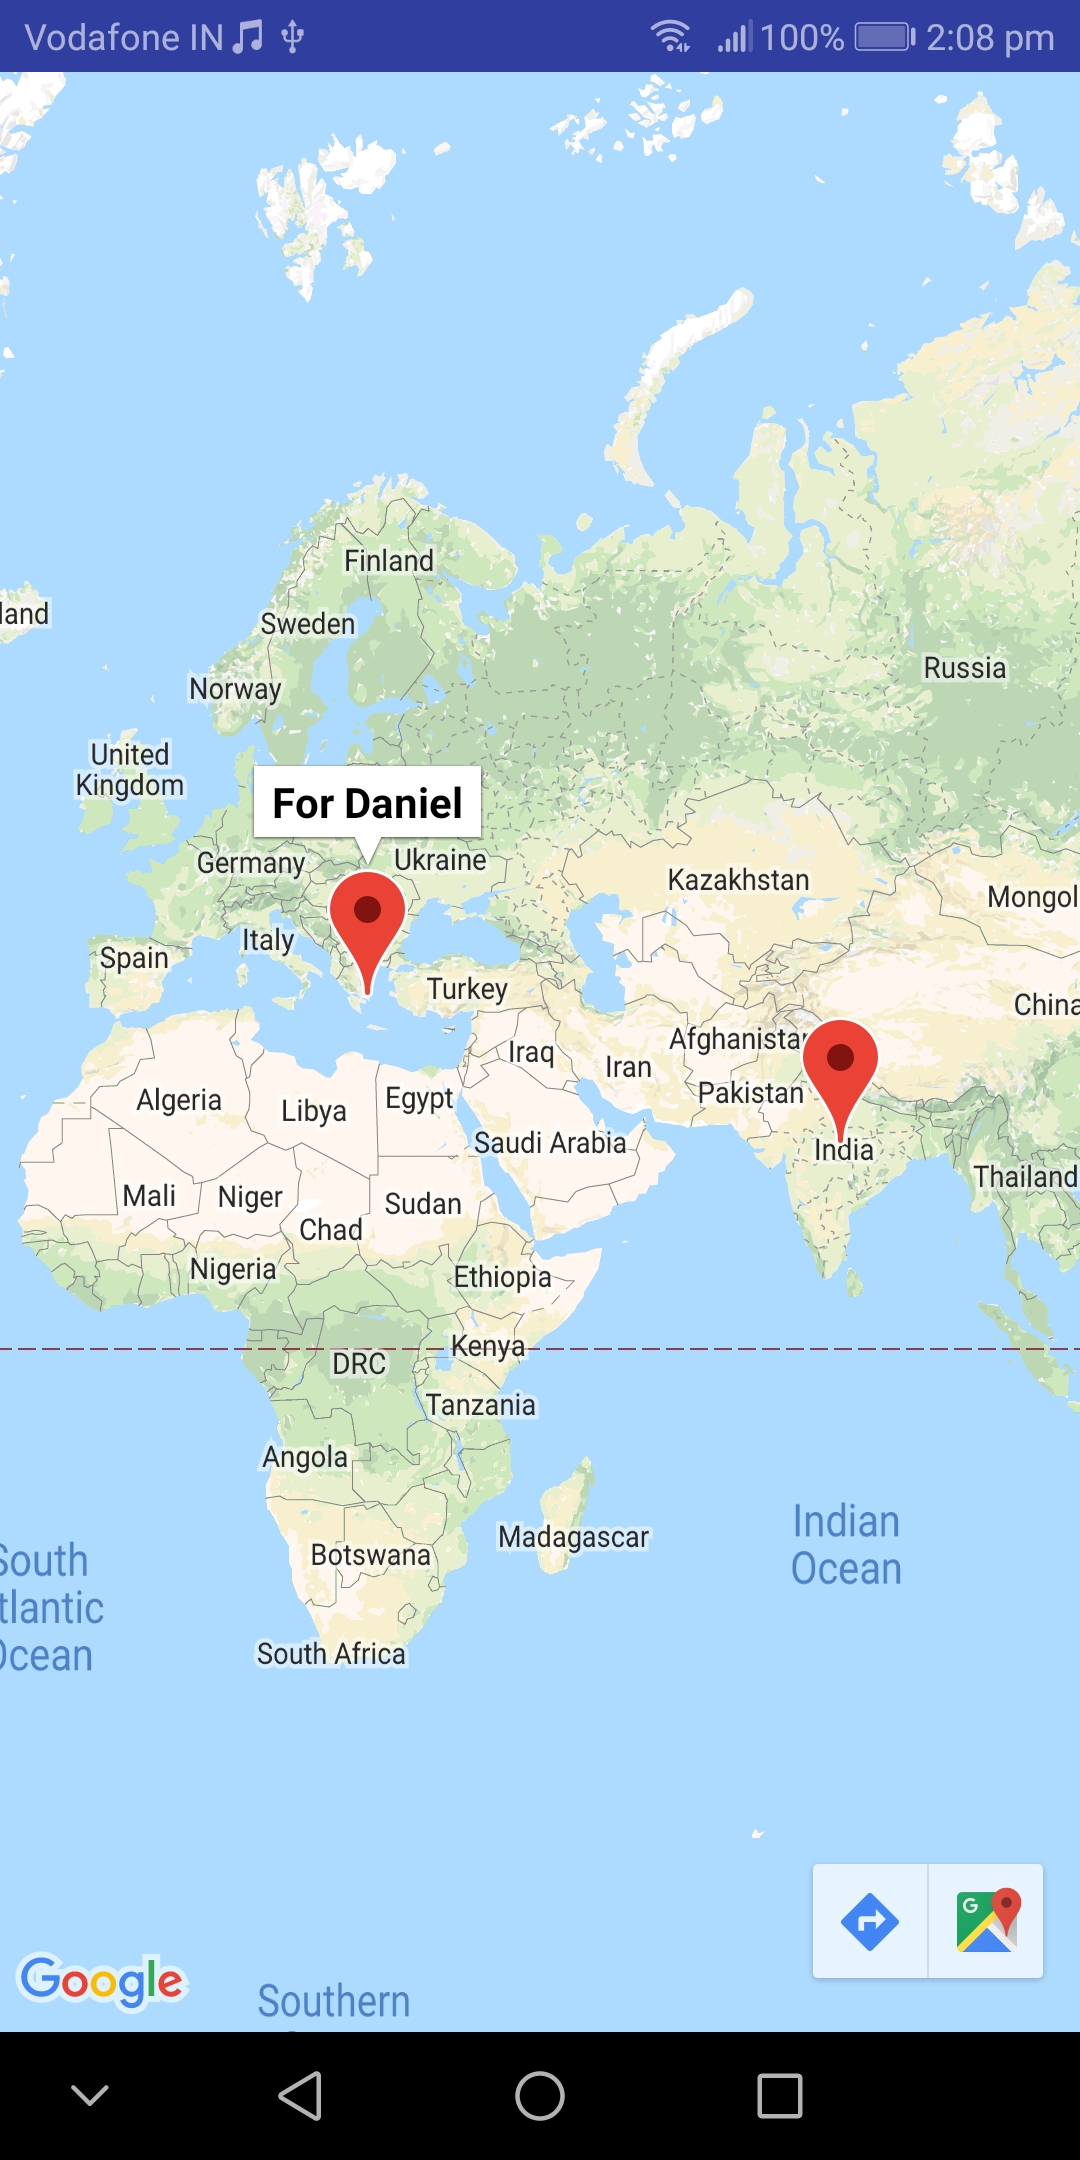 Vodafone IN 100% 2:08 pm
Finland
land
Sweden
Russia
Norway
United
Kingdom
For Daniel
Germany
Ukraine
Kazakhstan
Mongol
Italy
Spain
Turkey
China
Afghanistan
Iraq
Iran
Pakistan
Algeria
Libya
Egypt
Saudi Arabia
India
Thailand
Mali
Niger
Sudan
Chad
Nigeria
Ethiopia
Kenya
DRC
Tanzania
Angola
Indian
Ocean
Madagascar
Botswana
South
tlantic
Ocean
South Africa
G
Google
Southern